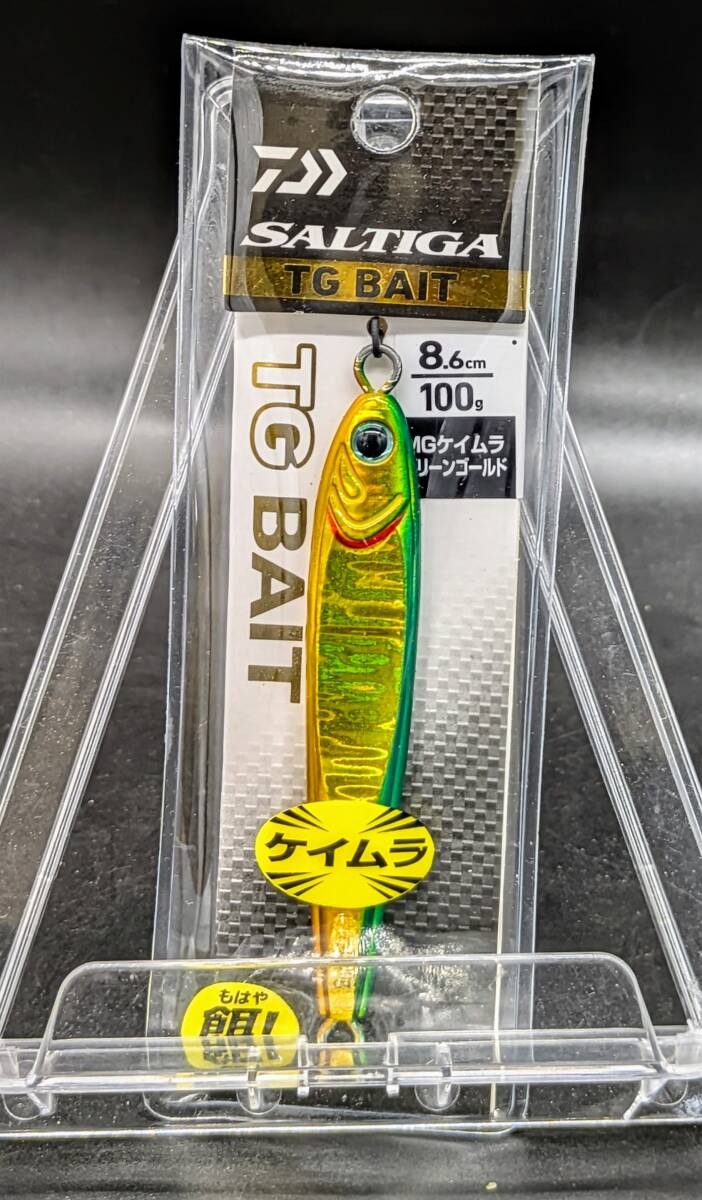 SALTIGA
TG BAIT
8.6cm
100g
MGケイムラ
リーンゴールド
TG BAIT
ケイムラ
もはや
餌!